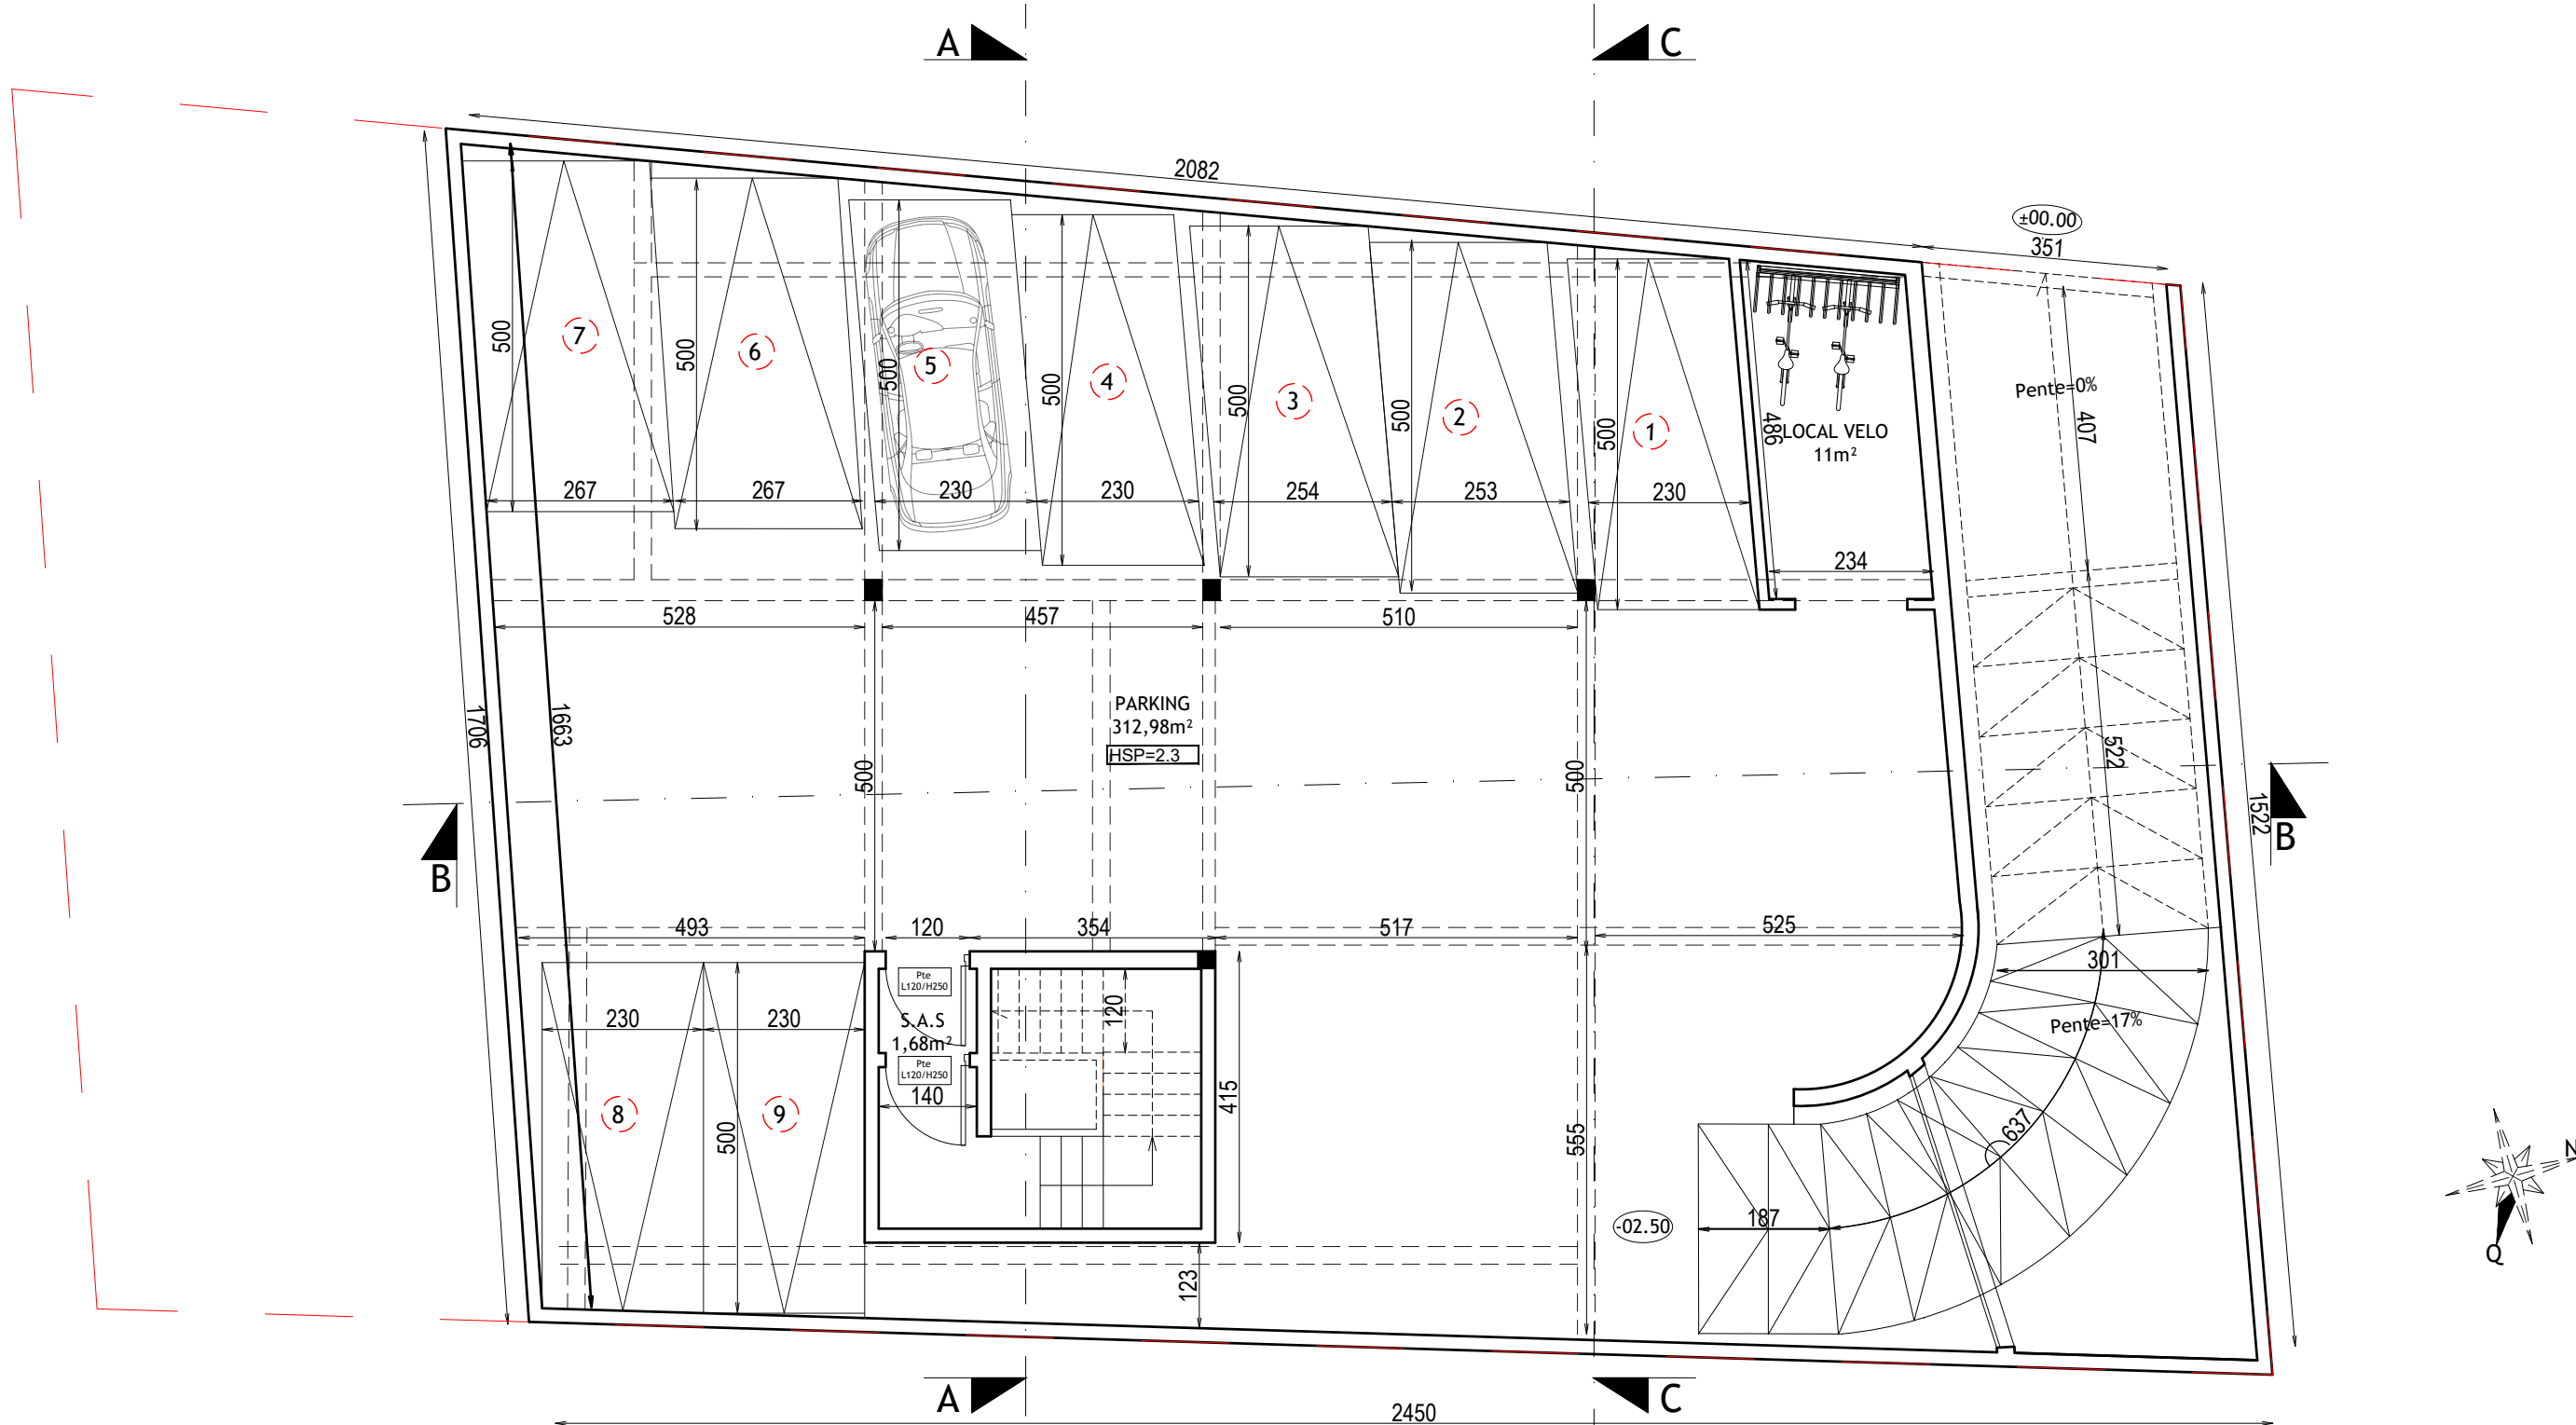 A
C
2082
±00.00
351
7
6
5
4
3
2
1
500
500
500
500
500
500
500
Pente=0%
407
486
LOCAL VELO
11m²
267
267
230
230
254
253
230
234
528
457
510
1706
1663
PARKING
312,98m²
HSP=2.3
500
500
522
1522
B
B
493
120
354
517
525
301
Pte
L120/H250
120
S.A.S
1,68m²
230
230
Pente=17%
Pte
L120/H250
140
415
8
9
500
555
637
N
-02.50
187
Q
123
A
C
2450